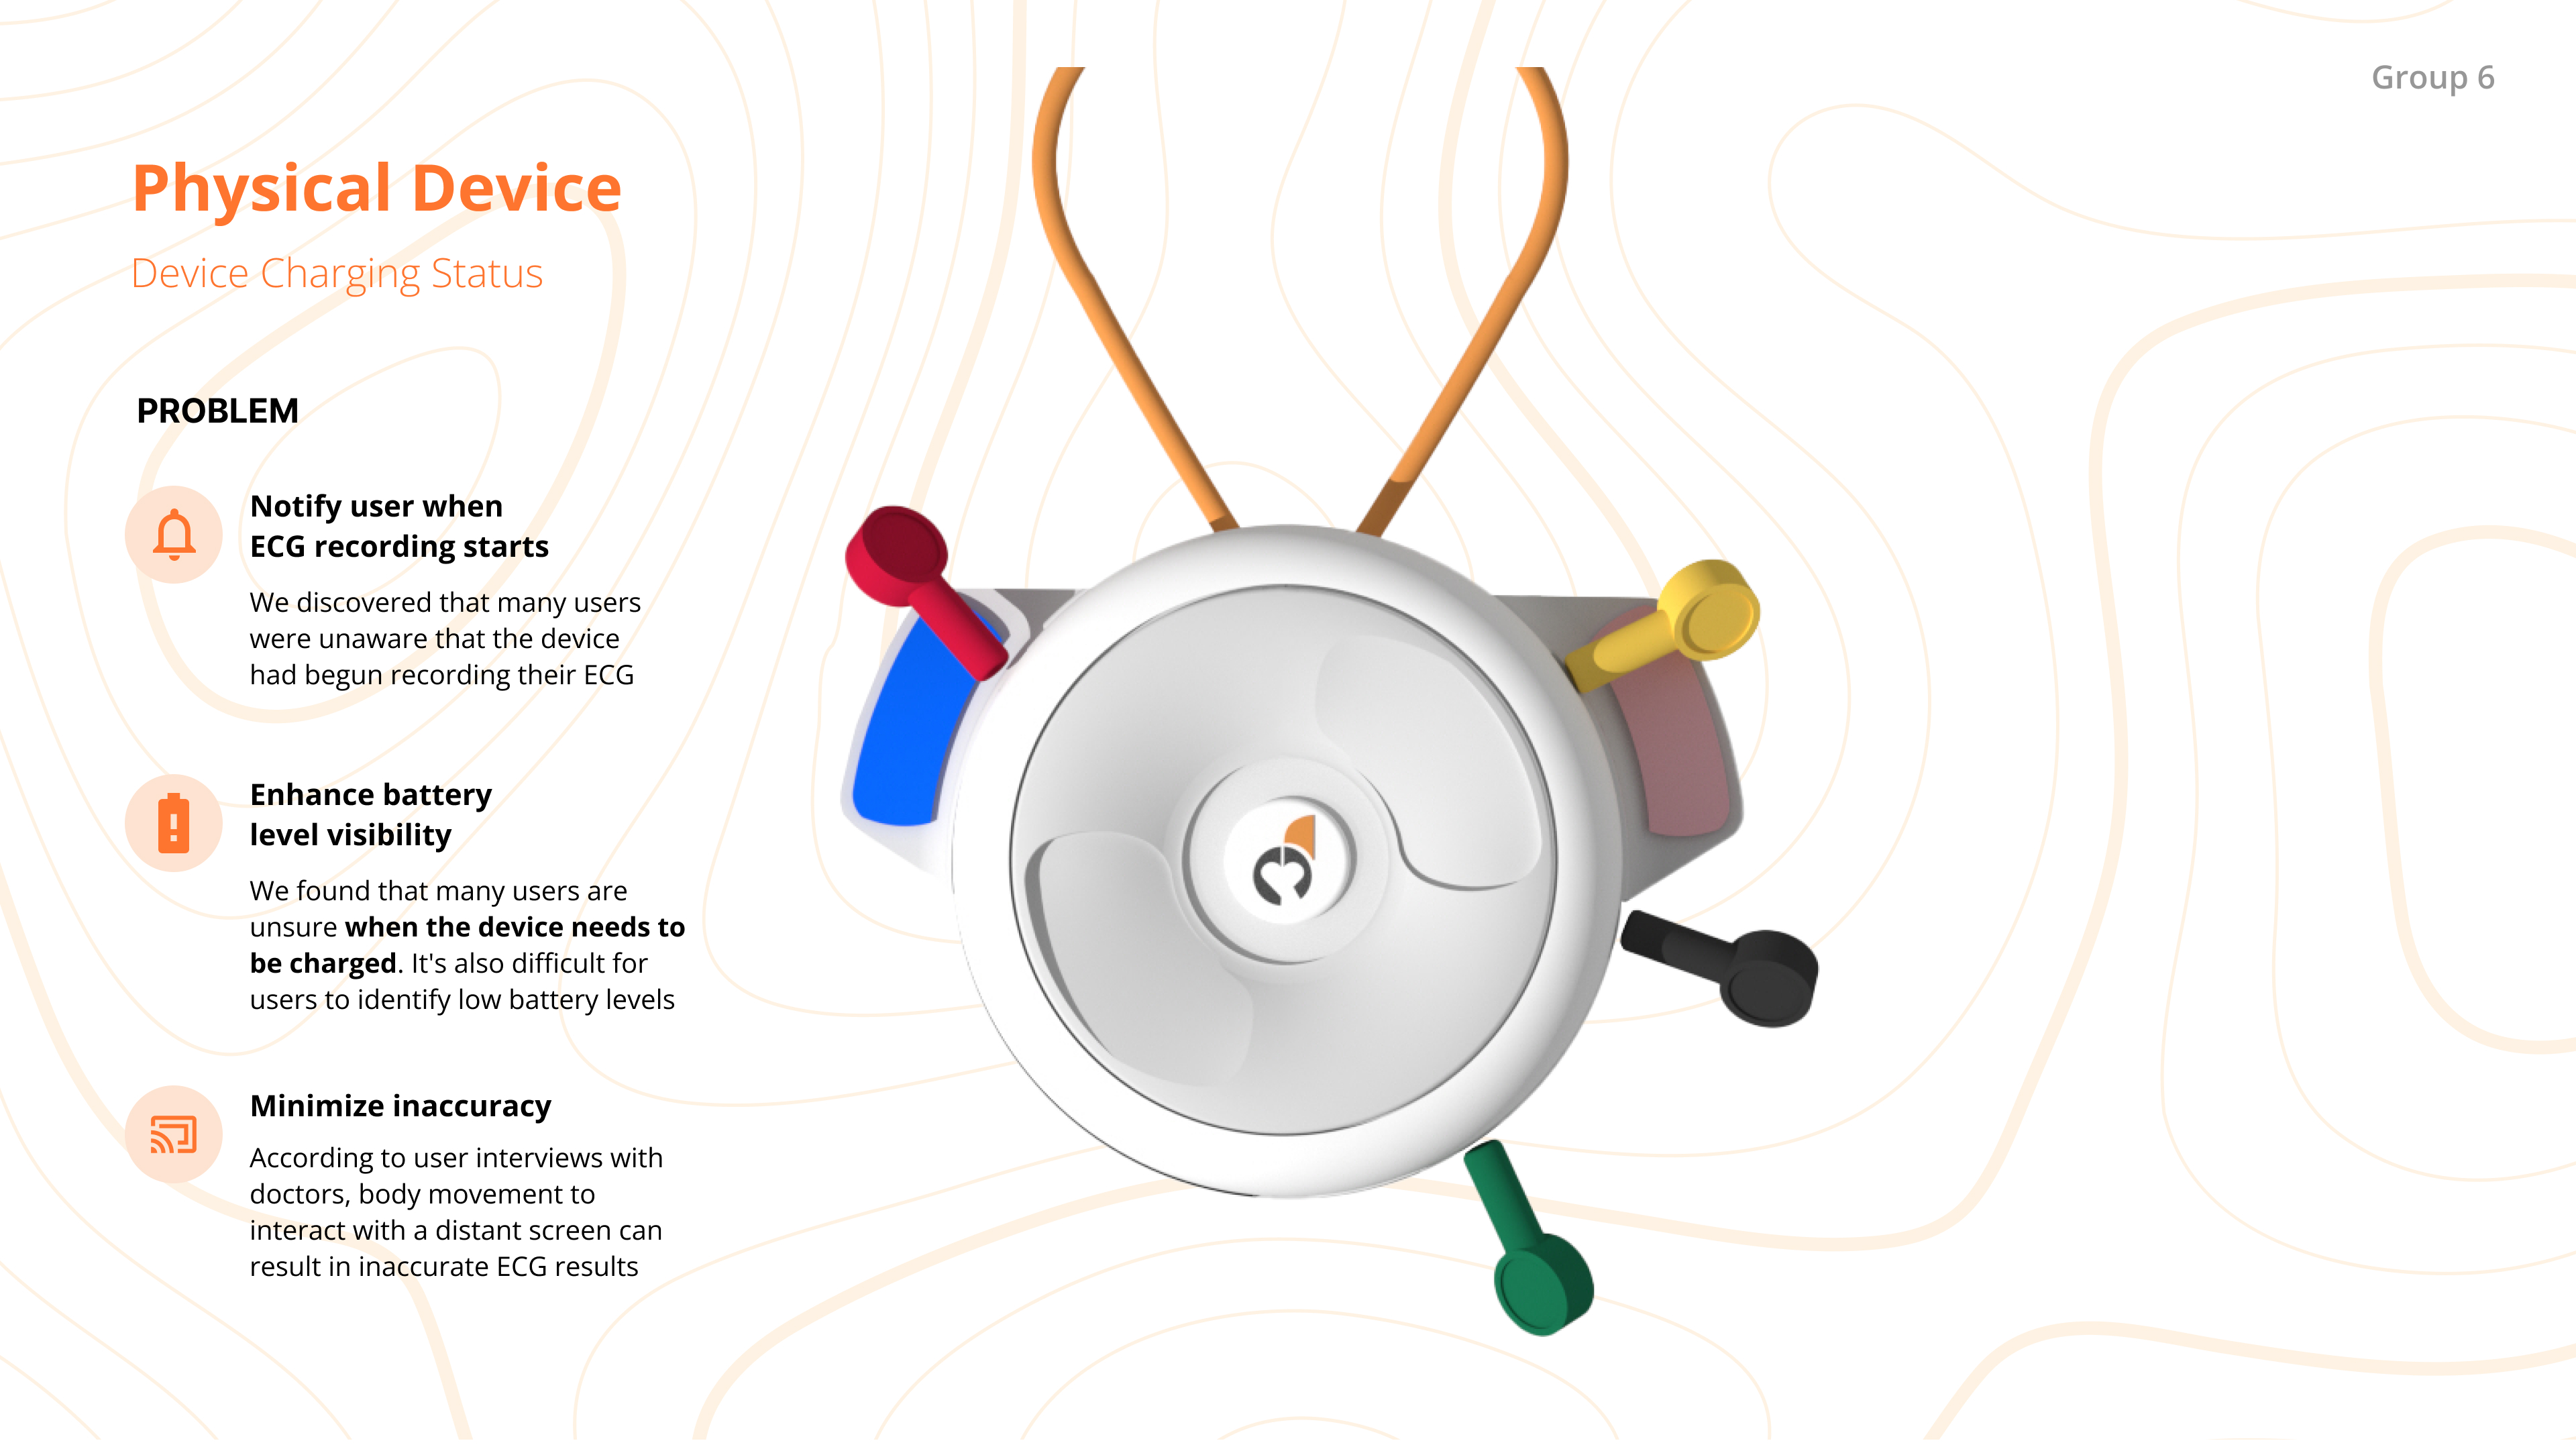 Group 6
Physical Device
Device Charging Status
PROBLEM
Notify user when
ECG recording starts
We discovered that many users
were unaware that the device
had begun recording their ECG
Enhance battery
level visibility
We found that many users are
unsure when the device needs to
be charged. It's also difficult for
users to identify low battery levels
Minimize inaccuracy
According to user interviews with
doctors, body movement to
interact with a distant screen can
result in inaccurate ECG results